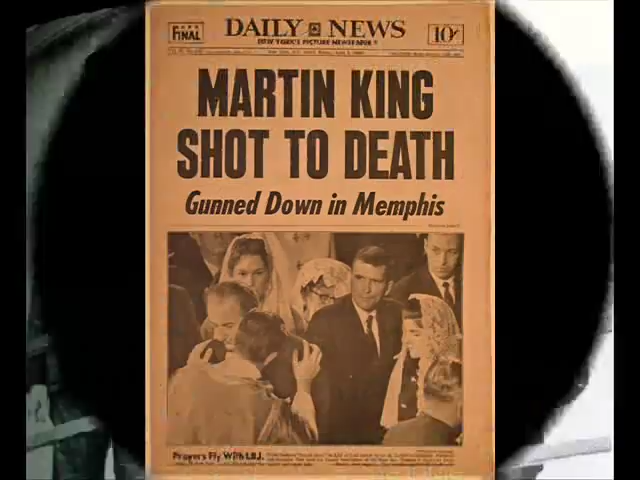 FINAL
DAILY NEWS
10¢
NEW YORK'S PICTURE NEWSPAPER
MARTIN KING
SHOT TO DEATH
Gunned Down in Memphis
Prayers Fly With LBJ.